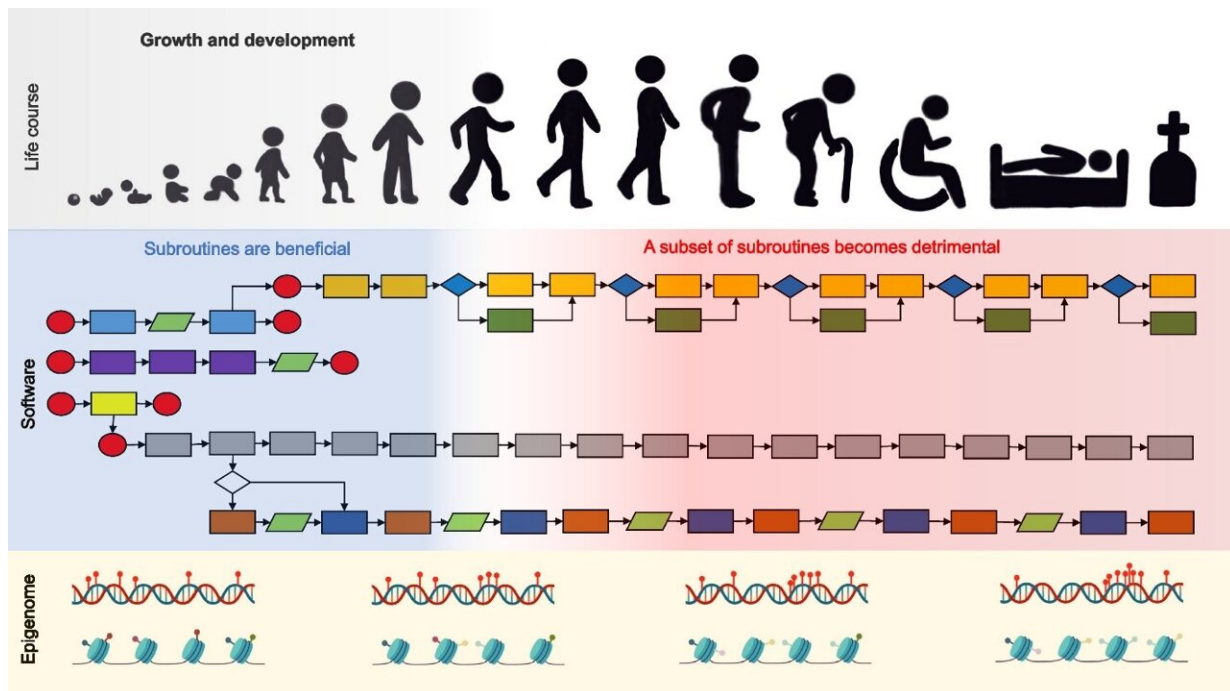 Growth and development
Life course
Subroutines are beneficial
A subset of subroutines becomes detrimental
Software
Epigenome